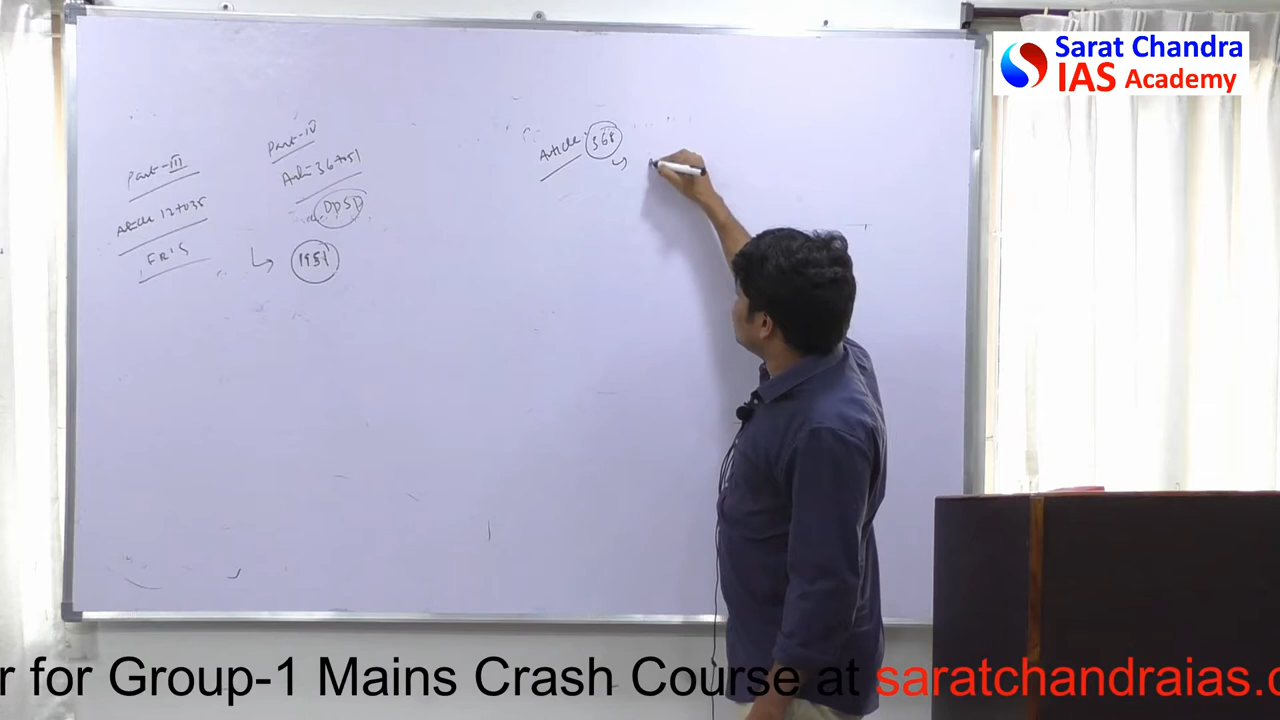 Sarat Chandra
IAS Academy
Part-III
Article 12 to 35
FR's
Part-IV
Art-36 to 51
DPSP
1951
Article 368
r for Group-1 Mains Crash Course at saratchandraias.c